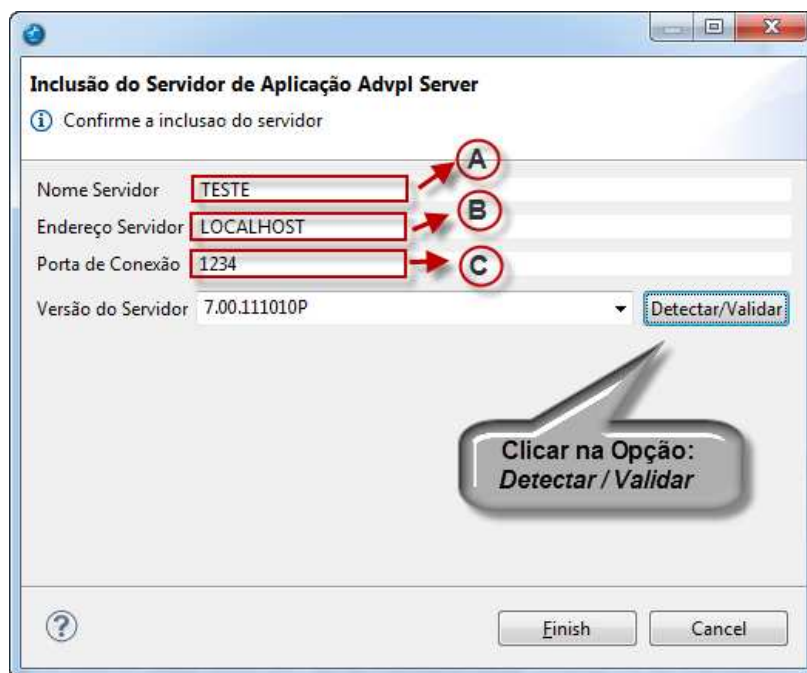 Inclusão do Servidor de Aplicação Advpl Server
Confirme a inclusao do servidor
Nome Servidor TESTE A
Endereço Servidor LOCALHOST B
Porta de Conexão 1234 C
Versão do Servidor 7.00.111010P Detectar/Validar
Clicar na Opção:
Detectar / Validar
Finish Cancel